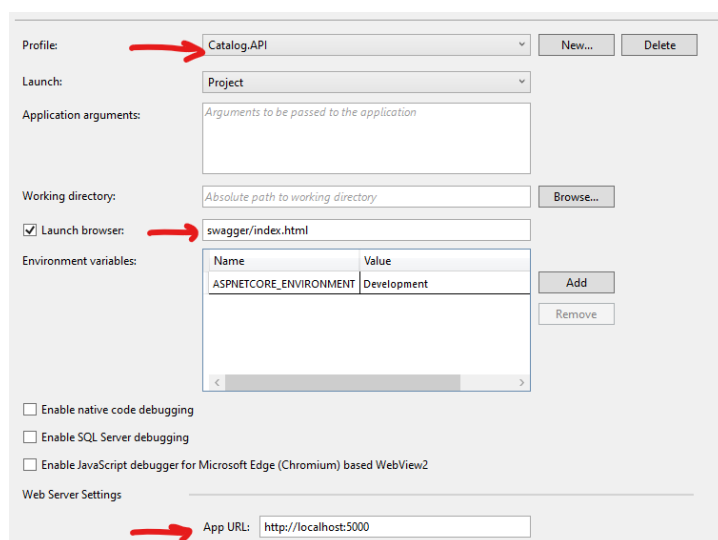 Profile: Catalog.API New... Delete
Launch: Project
Application arguments: Arguments to be passed to the application
Working directory: Absolute path to working directory Browse...
Launch browser: swagger/index.html
Environment variables: Name Value
ASPNETCORE_ENVIRONMENT Development Add
Remove
Enable native code debugging
Enable SQL Server debugging
Enable JavaScript debugger for Microsoft Edge (Chromium) based WebView2
Web Server Settings
App URL: http://localhost:5000